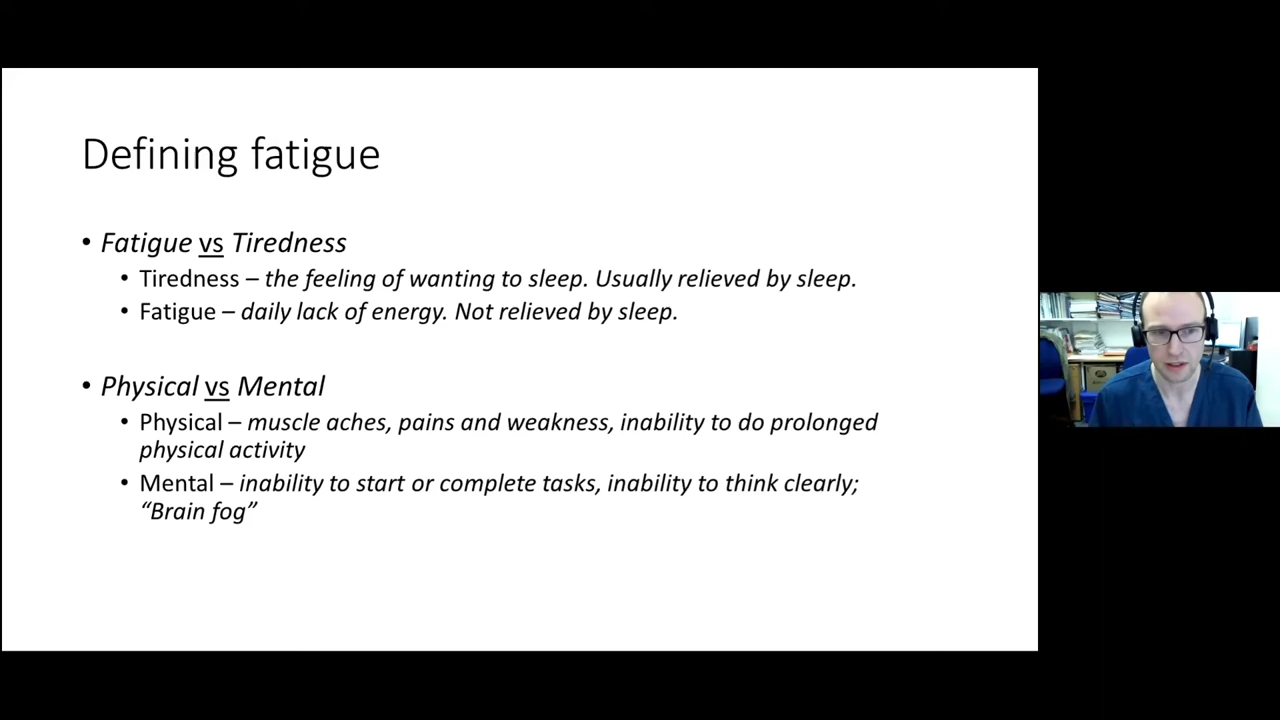 Defining fatigue
• Fatigue vs Tiredness
• Tiredness – the feeling of wanting to sleep. Usually relieved by sleep.
• Fatigue – daily lack of energy. Not relieved by sleep.
• Physical vs Mental
• Physical – muscle aches, pains and weakness, inability to do prolonged
physical activity
• Mental – inability to start or complete tasks, inability to think clearly;
“Brain fog”